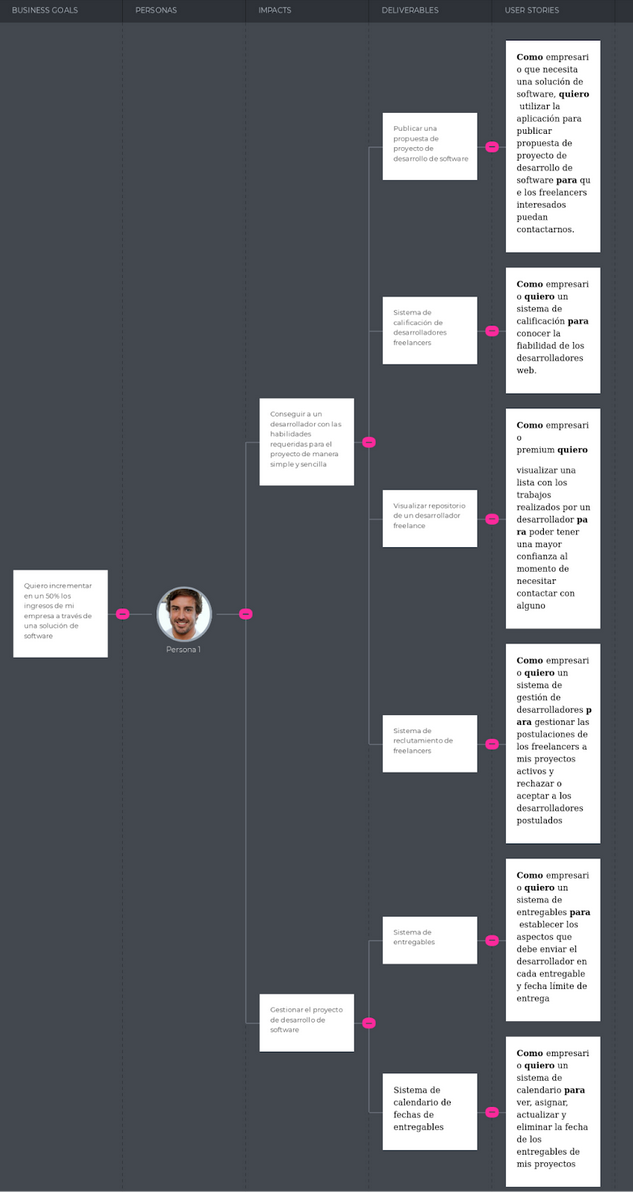 BUSINESS GOALS
PERSONAS
IMPACTS
DELIVERABLES
USER STORIES
Quiero incrementar
en un 50% los
ingresos de mi
empresa a través de
una solución de
software
Persona 1
Conseguir a un
desarrollador con las
habilidades
requeridas para el
proyecto de manera
simple y sencilla
Publicar una
propuesta de
proyecto de
desarrollo de software
Como empresari
o que necesita
una solución de
software, quiero
utilizar la
aplicación para
publicar
propuesta de
proyecto de
desarrollo de
software para qu
e los freelancers
interesados
puedan
contactarnos.
Sistema de
calificación de
desarrolladores
freelancers
Como empresari
o quiero un
sistema de
calificación para
conocer la
fiabilidad de los
desarrolladores
web.
Visualizar repositorio
de un desarrollador
freelance
Como empresari
o
premium quiero
visualizar una
lista con los
trabajos
realizados por un
desarrollador pa
ra poder tener
una mayor
confianza al
momento de
necesitar
contactar con
alguno
Sistema de
reclutamiento de
freelancers
Como empresari
o quiero un
sistema de
gestión de
desarrolladores p
ara gestionar las
postulaciones de
los freelancers a
mis proyectos
activos y
rechazar o
aceptar a los
desarrolladores
postulados
Gestionar el proyecto
de desarrollo de
software
Sistema de
entregables
Como empresari
o quiero un
sistema de
entregables para
establecer los
aspectos que
debe enviar el
desarrollador en
cada entregable
y fecha límite de
entrega
Sistema de
calendario de
fechas de
entregables
Como empresari
o quiero un
sistema de
calendario para
ver, asignar,
actualizar y
eliminar la fecha
de los
entregables de
mis proyectos